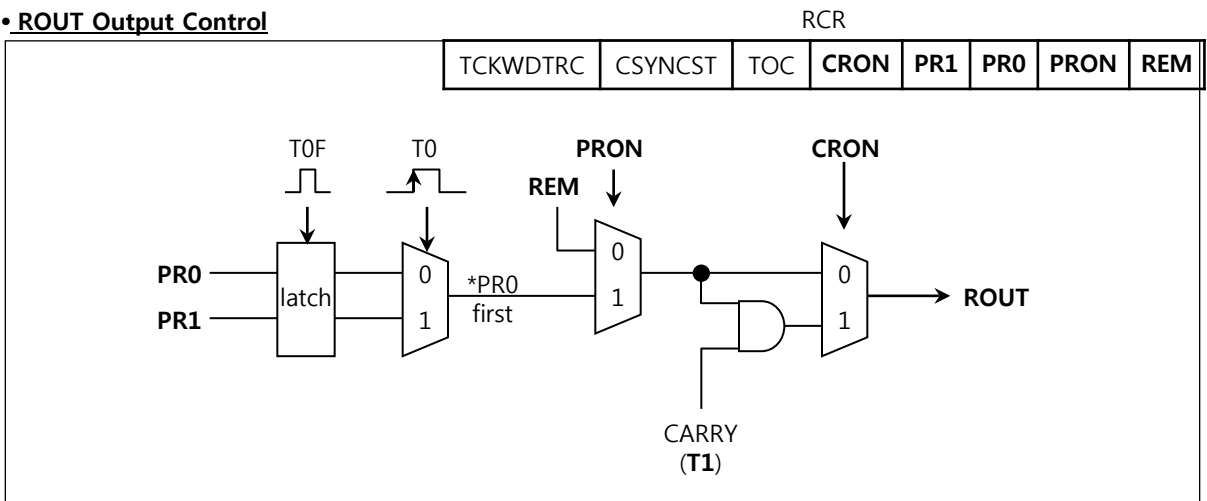 • ROUT Output Control
RCR
TCKWDTRC CSYNCST TOC CRON PR1 PR0 PRON REM
T0F T0 PRON CRON
REM
PR0
PR1
latch
0
1
*PR0
first
0
1
0
1
ROUT
CARRY
(T1)